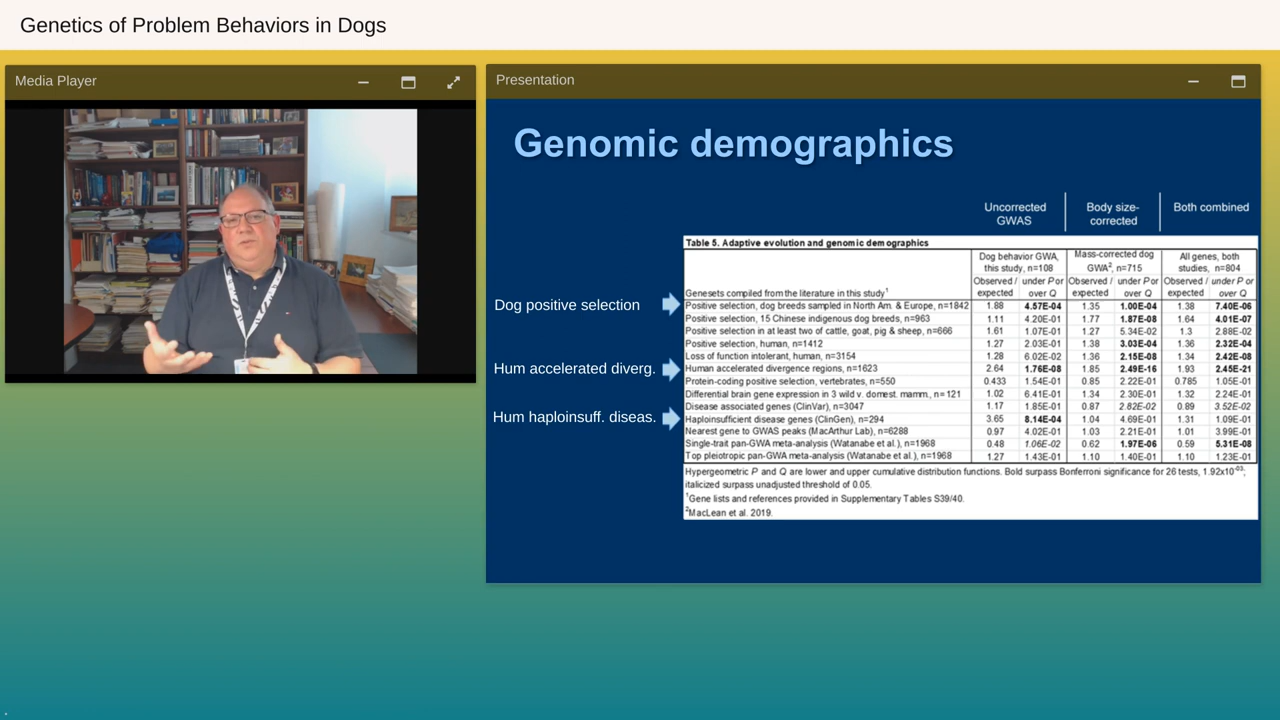 Genetics of Problem Behaviors in Dogs
Media Player
Presentation
Genomic demographics
Uncorrected GWAS
Body size-corrected
Both combined
Dog positive selection
Hum accelerated diverg.
Hum haploinsuff. diseas.
Table 5. Adaptive evolution and genomic demographics
Dog behavior GWA, this study, n=108
Mass-corrected dog GWA², n=715
All genes, both studies, n=804
Genesets compiled from the literature in this study¹
Observed / expected under P or over Q Observed / expected under P or over Q Observed / expected under P or over Q
Positive selection, dog breeds sampled in North Am. & Europe, n=1842 1.88 4.57E-04 1.35 1.00E-04 1.38 7.40E-06
Positive selection, 15 Chinese indigenous dog breeds, n=963 1.11 4.20E-01 1.77 1.87E-08 1.64 4.01E-07
Positive selection in at least two of cattle, goat, pig & sheep, n=666 1.61 1.07E-01 1.27 5.34E-02 1.3 2.88E-02
Positive selection, human, n=1412 1.27 2.03E-01 1.38 3.03E-04 1.36 2.32E-04
Loss of function intolerant, human, n=3154 1.28 6.02E-02 1.36 2.15E-08 1.34 2.42E-08
Human accelerated divergence regions, n=1623 2.64 1.76E-08 1.85 2.49E-16 1.93 2.45E-21
Protein-coding positive selection, vertebrates, n=550 0.433 1.54E-01 0.85 2.22E-01 0.785 1.05E-01
Differential brain gene expression in 3 wild v. domest. mamm., n= 121 1.02 6.41E-01 1.34 2.30E-01 1.32 2.24E-01
Disease associated genes (ClinVar), n=3047 1.17 1.85E-01 0.87 2.82E-02 0.89 3.52E-02
Haploinsufficient disease genes (ClinGen), n=294 3.65 8.14E-04 1.04 4.69E-01 1.31 1.09E-01
Nearest gene to GWAS peaks (MacArthur Lab), n=6288 0.97 4.02E-01 1.03 2.21E-01 1.01 3.99E-01
Single-trait pan-GWA meta-analysis (Watanabe et al.), n=1968 0.48 1.06E-02 0.62 1.97E-06 0.59 5.31E-08
Top pleiotropic pan-GWA meta-analysis (Watanabe et al.), n=1968 1.27 1.43E-01 1.10 1.40E-01 1.10 1.23E-01
Hypergeometric P and Q are lower and upper cumulative distribution functions. Bold surpass Bonferroni significance for 26 tests, 1.92x10⁻⁰³;
italicized surpass unadjusted threshold of 0.05.
¹Gene lists and references provided in Supplementary Tables S39/40.
²MacLean et al. 2019.